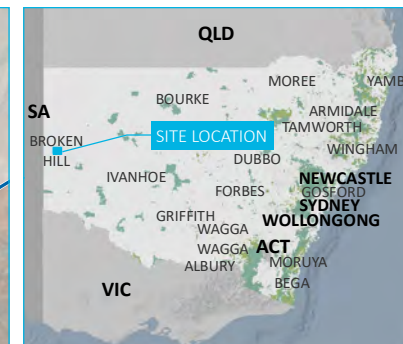 QLD
MOREE
YAMB
BOURKE
SA
ARMIDALE
SITE LOCATION
TAMWORTH
BROKEN
HILL
WINGHAM
DUBBO
IVANHOE
NEWCASTLE
FORBES
GOSFORD
SYDNEY
GRIFFITH
WOLLONGONG
WAGGA
WAGGA
ACT
ALBURY
MORUYA
VIC
BEGA